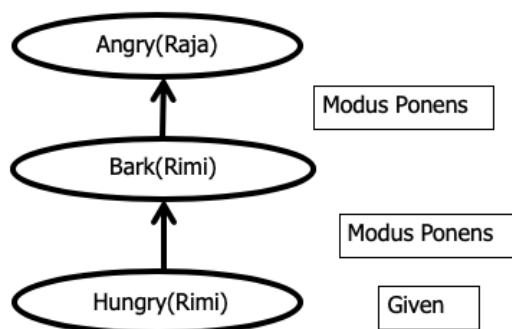 Angry(Raja)
Modus Ponens
Bark(Rimi)
Modus Ponens
Hungry(Rimi)
Given